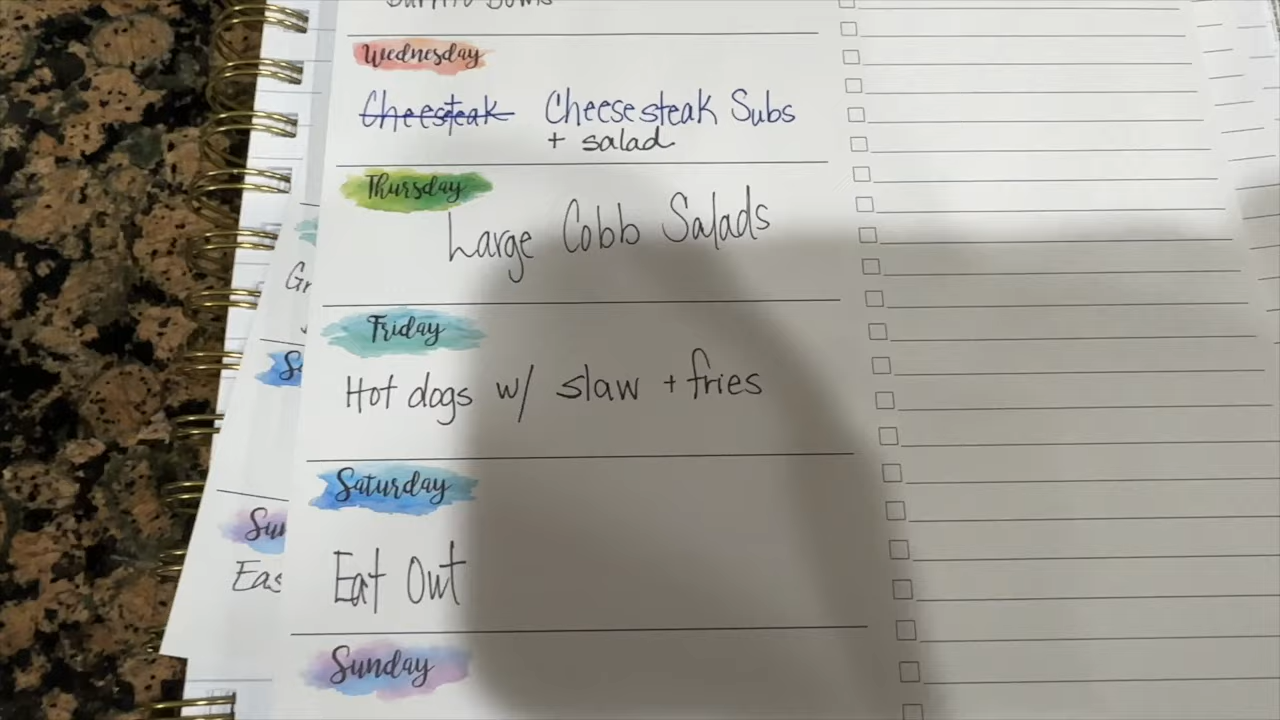 Wednesday
Cheesteak Cheesesteak Subs
+ salad
Thursday
Large Cobb Salads
Friday
Hot dogs w/ slaw + fries
Saturday
Eat Out
Sunday